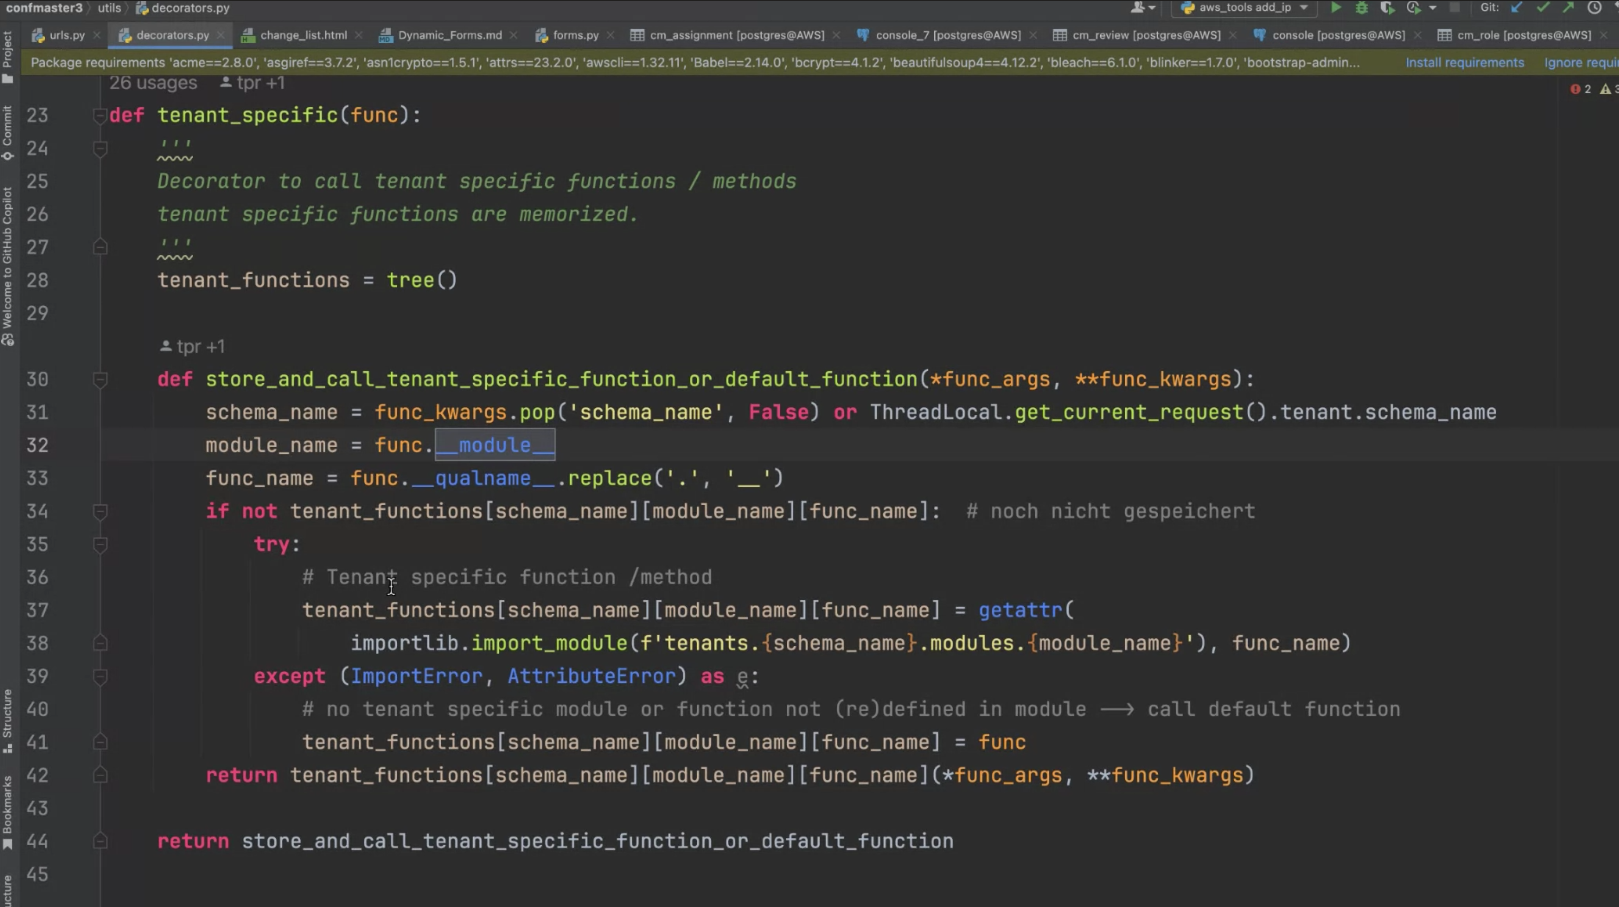 confmaster3 utils decorators.py aws_tools add_ip Git:
urls.py decorators.py change_list.html Dynamic_Forms.md forms.py cm_assignment [postgres@AWS] console_7 [postgres@AWS] cm_review [postgres@AWS] console [postgres@AWS] cm_role [postgres@AWS]
Package requirements 'acme==2.8.0', 'asgiref==3.7.2', 'asn1crypto==1.5.1', 'attrs==23.2.0', 'awscli==1.32.11', 'Babel==2.14.0', 'bcrypt==4.1.2', 'beautifulsoup4==4.12.2', 'bleach==6.1.0', 'blinker==1.7.0', 'bootstrap-admin... Install requirements Ignore requi
Project
Commit
Welcome to GitHub Copilot
Structure
Bookmarks
ructure
26 usages tpr +1
2 3
23 def tenant_specific(func):
24 '''
25 Decorator to call tenant specific functions / methods
26 tenant specific functions are memorized.
27 '''
28 tenant_functions = tree()
29
tpr +1
30 def store_and_call_tenant_specific_function_or_default_function(*func_args, **func_kwargs):
31 schema_name = func_kwargs.pop('schema_name', False) or ThreadLocal.get_current_request().tenant.schema_name
32 module_name = func.__module__
33 func_name = func.__qualname__.replace('.', '__')
34 if not tenant_functions[schema_name][module_name][func_name]: # noch nicht gespeichert
35 try:
36 # Tenant specific function /method
37 tenant_functions[schema_name][module_name][func_name] = getattr(
38 importlib.import_module(f'tenants.{schema_name}.modules.{module_name}'), func_name)
39 except (ImportError, AttributeError) as e:
40 # no tenant specific module or function not (re)defined in module --> call default function
41 tenant_functions[schema_name][module_name][func_name] = func
42 return tenant_functions[schema_name][module_name][func_name](*func_args, **func_kwargs)
43
44 return store_and_call_tenant_specific_function_or_default_function
45